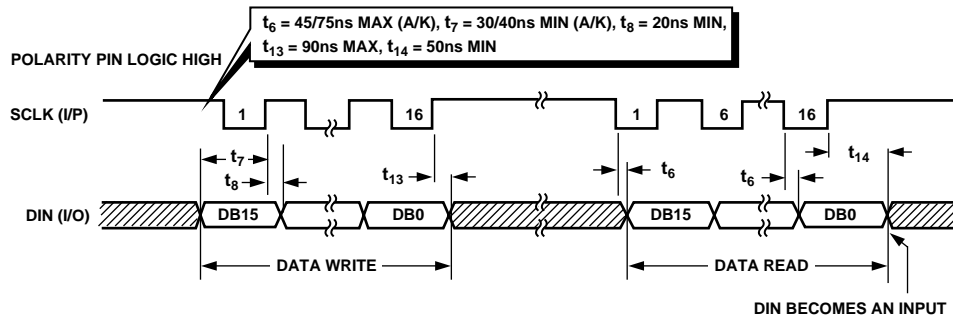 t6 = 45/75ns MAX (A/K), t7 = 30/40ns MIN (A/K), t8 = 20ns MIN,
t13 = 90ns MAX, t14 = 50ns MIN
POLARITY PIN LOGIC HIGH
SCLK (I/P)
1
16
1
6
16
t7
t8
t13
t6
t6
t14
DIN (I/O)
DB15
DB0
DB15
DB0
DATA WRITE
DATA READ
DIN BECOMES AN INPUT